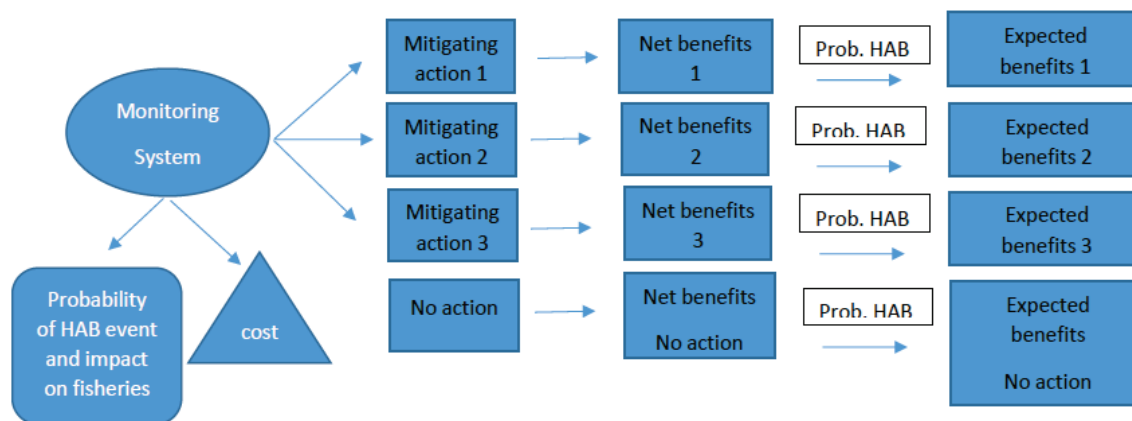 Monitoring
System
Mitigating
action 1
Net benefits
1
Prob. HAB
Expected
benefits 1
Mitigating
action 2
Net benefits
2
Prob. HAB
Expected
benefits 2
Mitigating
action 3
Net benefits
3
Prob. HAB
Expected
benefits 3
Probability
of HAB event
and impact
on fisheries
cost
No action
Net benefits
No action
Prob. HAB
Expected
benefits
No action